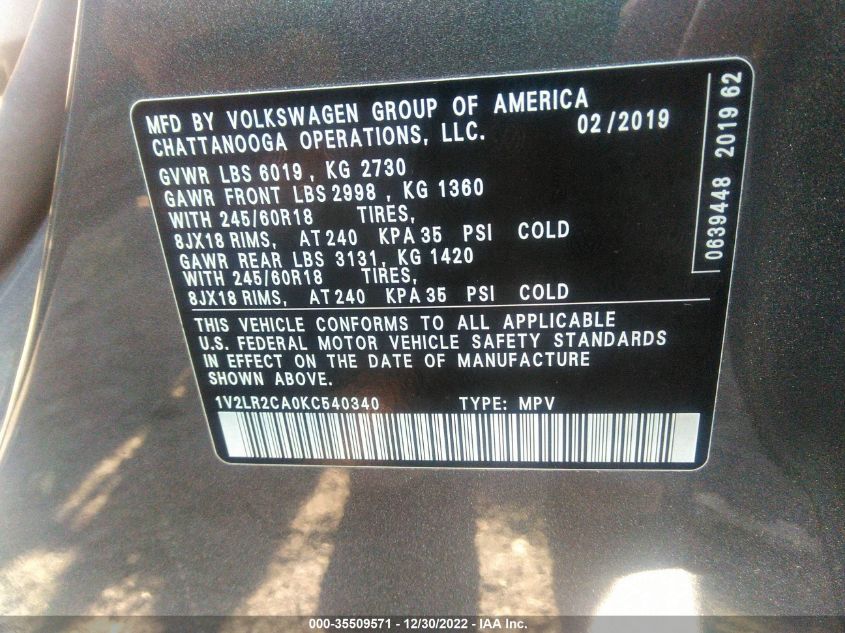 MFD BY VOLKSWAGEN GROUP OF AMERICA
CHATTANOOGA OPERATIONS, LLC. 02/2019
GVWR LBS 6019, KG 2730
GAWR FRONT LBS 2998, KG 1360
WITH 245/60R18 TIRES,
8JX18 RIMS, AT 240 KPA 35 PSI COLD
GAWR REAR LBS 3131, KG 1420
WITH 245/60R18 TIRES,
8JX18 RIMS, AT 240 KPA 35 PSI COLD
THIS VEHICLE CONFORMS TO ALL APPLICABLE
U.S. FEDERAL MOTOR VEHICLE SAFETY STANDARDS
IN EFFECT ON THE DATE OF MANUFACTURE
SHOWN ABOVE.
1V2LR2CA0KC540340 TYPE: MPV
0639448 2019 62
000-35509571 - 12/30/2022 - IAA Inc.